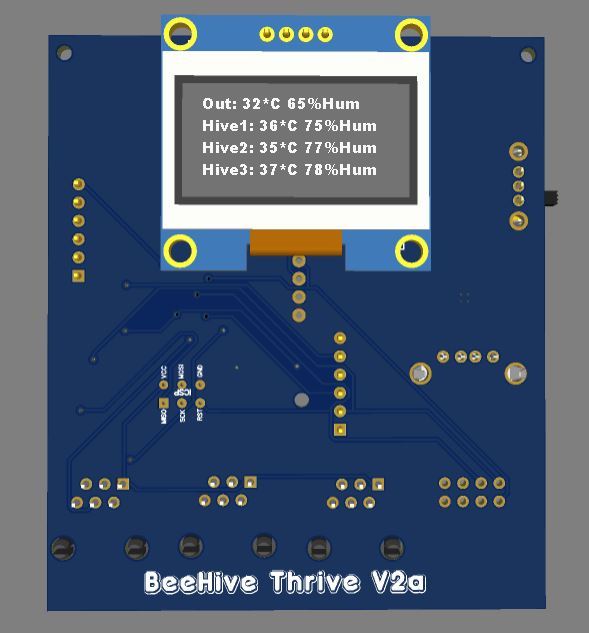 Out: 32*C 65%Hum
Hive1: 36*C 75%Hum
Hive2: 35*C 77%Hum
Hive3: 37*C 78%Hum
VCC MOSI GND
ISP
MISO SCK RST
BeeHive Thrive V2a